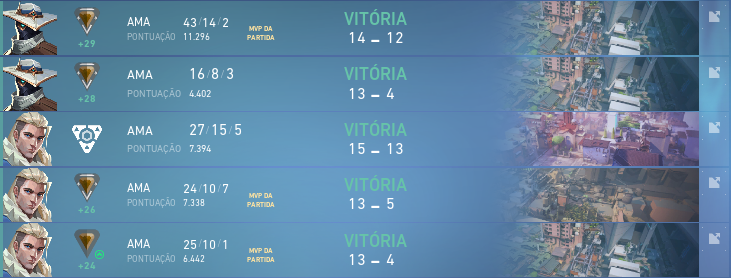 AMA 43/14/2 MVP DA PARTIDA VITÓRIA
+29 PONTUAÇÃO 11.296 14 - 12
AMA 16/8/3 VITÓRIA
+28 PONTUAÇÃO 4.402 13 - 4
AMA 27/15/5 VITÓRIA
PONTUAÇÃO 7.394 15 - 13
AMA 24/10/7 MVP DA PARTIDA VITÓRIA
+26 PONTUAÇÃO 7.338 13 - 5
AMA 25/10/1 MVP DA PARTIDA VITÓRIA
+24 PONTUAÇÃO 6.442 13 - 4